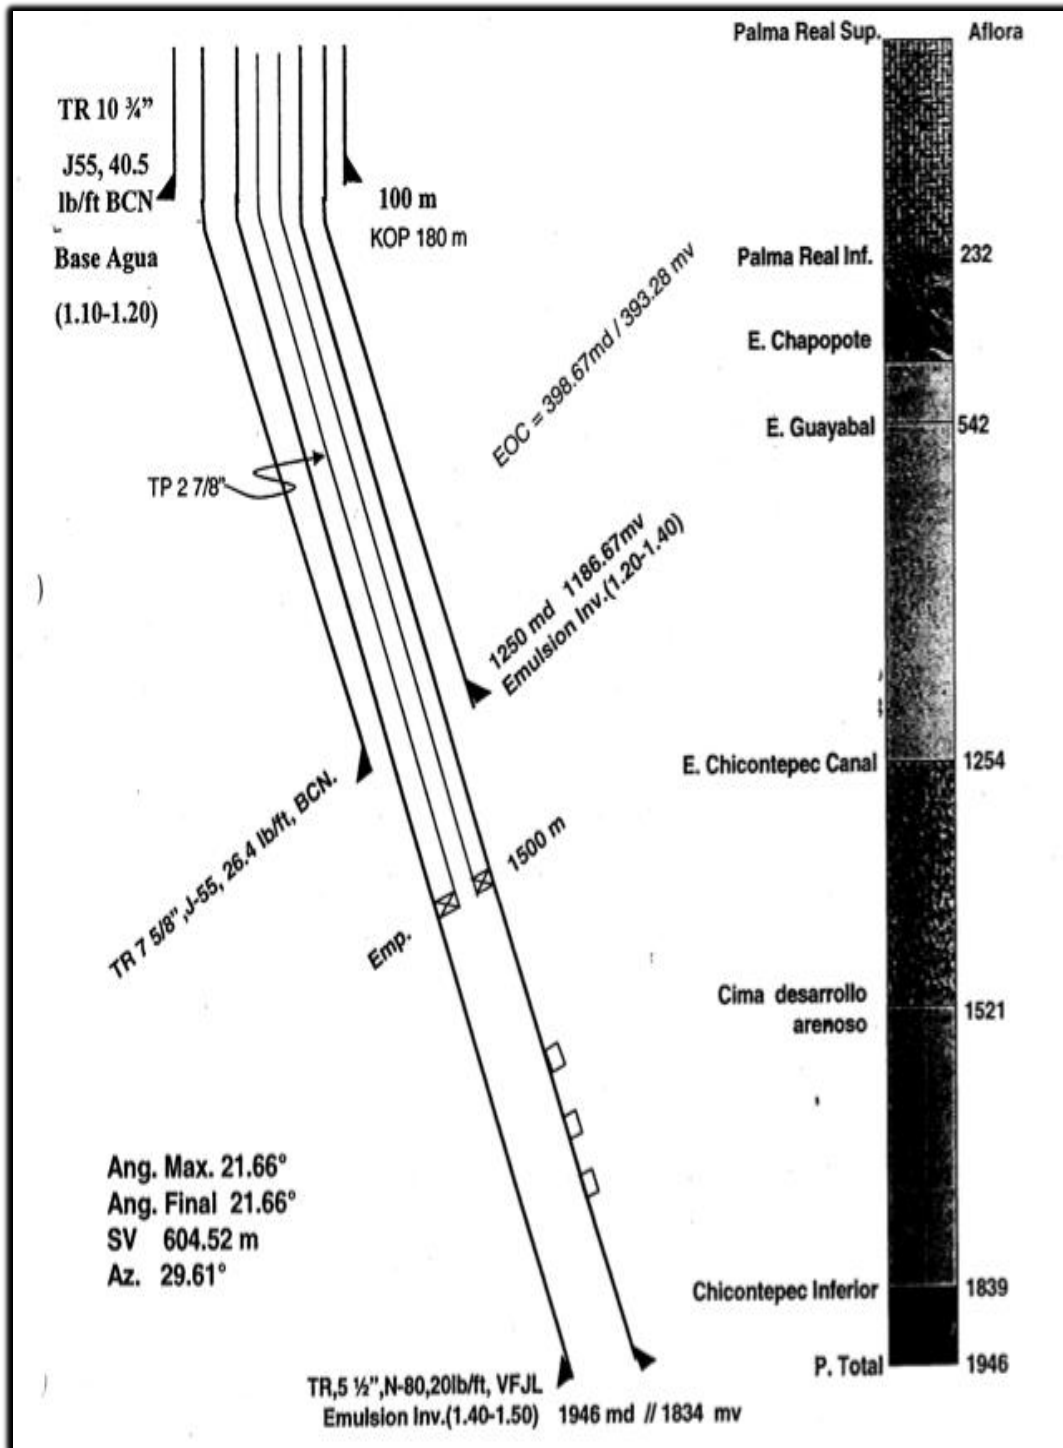 Palma Real Sup. Aflora
TR 10 ¾”
J55, 40.5
lb/ft BCN
100 m
KOP 180 m
Base Agua
(1.10-1.20)
Palma Real Inf. 232
EOC = 398.67md / 393.28 mv
E. Chapopote
E. Guayabal 542
TP 2 7/8"
1250 md 1186.67mv
Emulsion Inv.(1.20-1.40)
E. Chicontepec Canal 1254
TR 7 5/8",J-55, 26.4 lb/ft, BCN.
1500 m
Emp.
Cima desarrollo
arenoso
1521
Ang. Max. 21.66°
Ang. Final 21.66°
SV 604.52 m
Az. 29.61°
Chicontepec Inferior 1839
P. Total 1946
TR,5 ½",N-80,20lb/ft, VFJL
Emulsion Inv.(1.40-1.50) 1946 md // 1834 mv